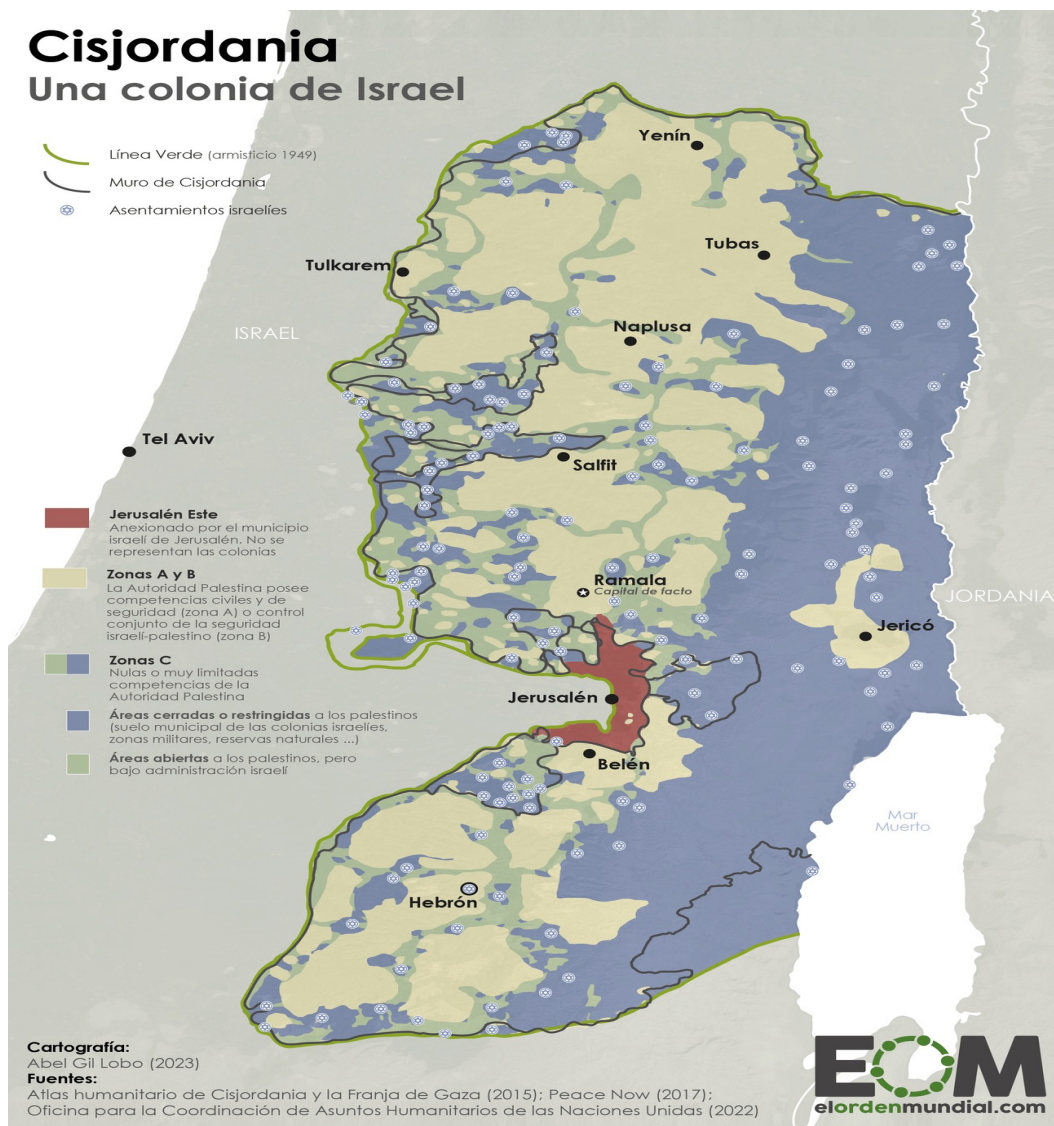 Cisjordania
Una colonia de Israel
Línea Verde (armisticio 1949)
Muro de Cisjordania
Asentamientos israelíes
Yenín
Tubas
Tulkarem
ISRAEL
Naplusa
Tel Aviv
Salfit
Jerusalén Este
Anexionado por el municipio
israelí de Jerusalén. No se
representan las colonias
Zonas A y B
La Autoridad Palestina posee
competencias civiles y de
seguridad (zona A) o control
conjunto de la seguridad
israelí-palestino (zona B)
Zonas C
Nulas o muy limitadas
competencias de la
Autoridad Palestina
Áreas cerradas o restringidas a los palestinos
(suelo municipal de las colonias israelíes,
zonas militares, reservas naturales ...)
Áreas abiertas a los palestinos, pero
bajo administración israelí
Ramala
Capital de facto
JORDANIA
Jericó
Jerusalén
Belén
Mar
Muerto
Hebrón
Cartografía:
Abel Gil Lobo (2023)
Fuentes:
Atlas humanitario de Cisjordania y la Franja de Gaza (2015); Peace Now (2017);
Oficina para la Coordinación de Asuntos Humanitarios de las Naciones Unidas (2022)
EOM
elordenmundial.com